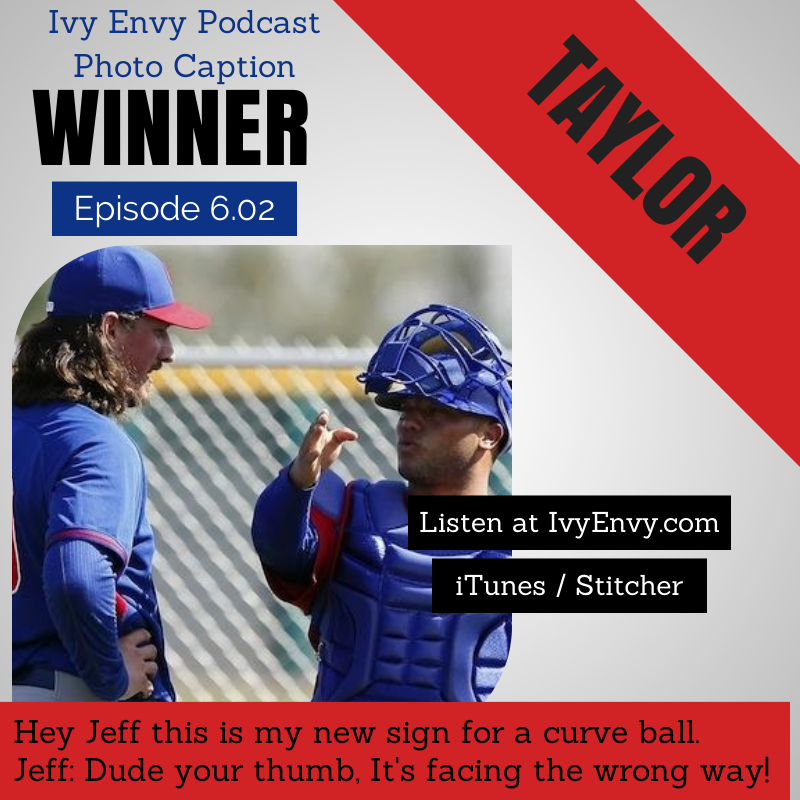 Ivy Envy Podcast
Photo Caption
WINNER
Episode 6.02
TAYLOR
Listen at IvyEnvy.com
iTunes / Stitcher
Hey Jeff this is my new sign for a curve ball.
Jeff: Dude your thumb, It's facing the wrong way!